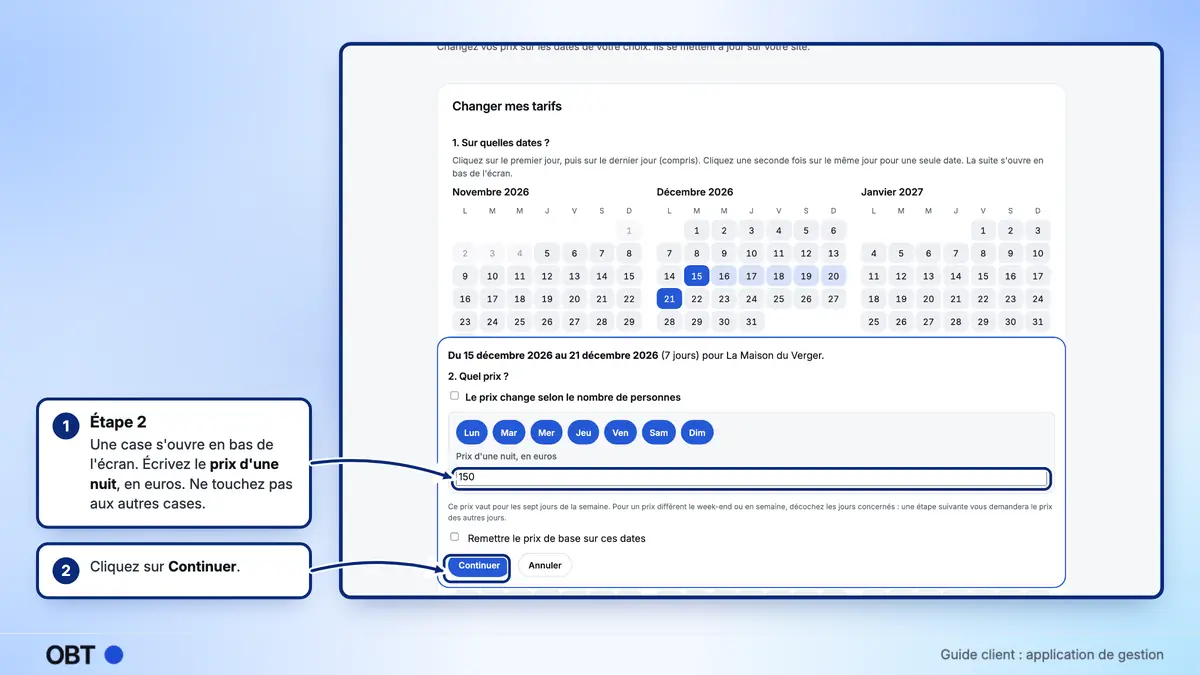 Changez vos prix sur les dates de votre choix. Ils se mettent à jour sur votre site.
Changer mes tarifs
1. Sur quelles dates ?
Cliquez sur le premier jour, puis sur le dernier jour (compris). Cliquez une seconde fois sur le même jour pour une seule date. La suite s'ouvre en
bas de l'écran.
Novembre 2026
L M M J V S D
1
2 3 4 5 6 7 8
9 10 11 12 13 14 15
16 17 18 19 20 21 22
23 24 25 26 27 28 29
Décembre 2026
L M M J V S D
1 2 3 4 5 6
7 8 9 10 11 12 13
14 15 16 17 18 19 20
21 22 23 24 25 26 27
28 29 30 31
Janvier 2027
L M M J V S D
1 2 3
4 5 6 7 8 9 10
11 12 13 14 15 16 17
18 19 20 21 22 23 24
25 26 27 28 29 30 31
Du 15 décembre 2026 au 21 décembre 2026 (7 jours) pour La Maison du Verger.
2. Quel prix ?
Le prix change selon le nombre de personnes
Lun Mar Mer Jeu Ven Sam Dim
Prix d'une nuit, en euros
150
Ce prix vaut pour les sept jours de la semaine. Pour un prix différent le week-end ou en semaine, décochez les jours concernés : une étape suivante vous demandera le prix
des autres jours.
Remettre le prix de base sur ces dates
Continuer Annuler
1 Étape 2
Une case s'ouvre en bas de
l'écran. Écrivez le prix d'une
nuit, en euros. Ne touchez pas
aux autres cases.
2 Cliquez sur Continuer.
OBT
Guide client : application de gestion